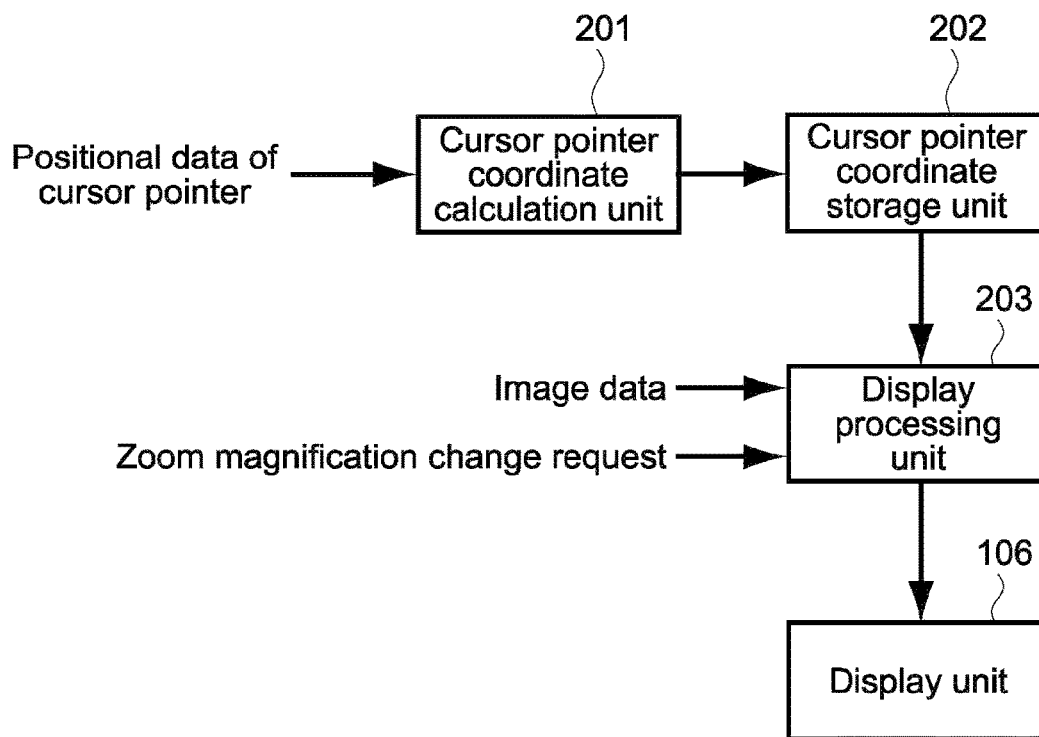 201
202
Positional data of
cursor pointer
Cursor pointer
coordinate
calculation unit
Cursor pointer
coordinate
storage unit
203
Image data
Zoom magnification change request
Display
processing
unit
106
Display unit